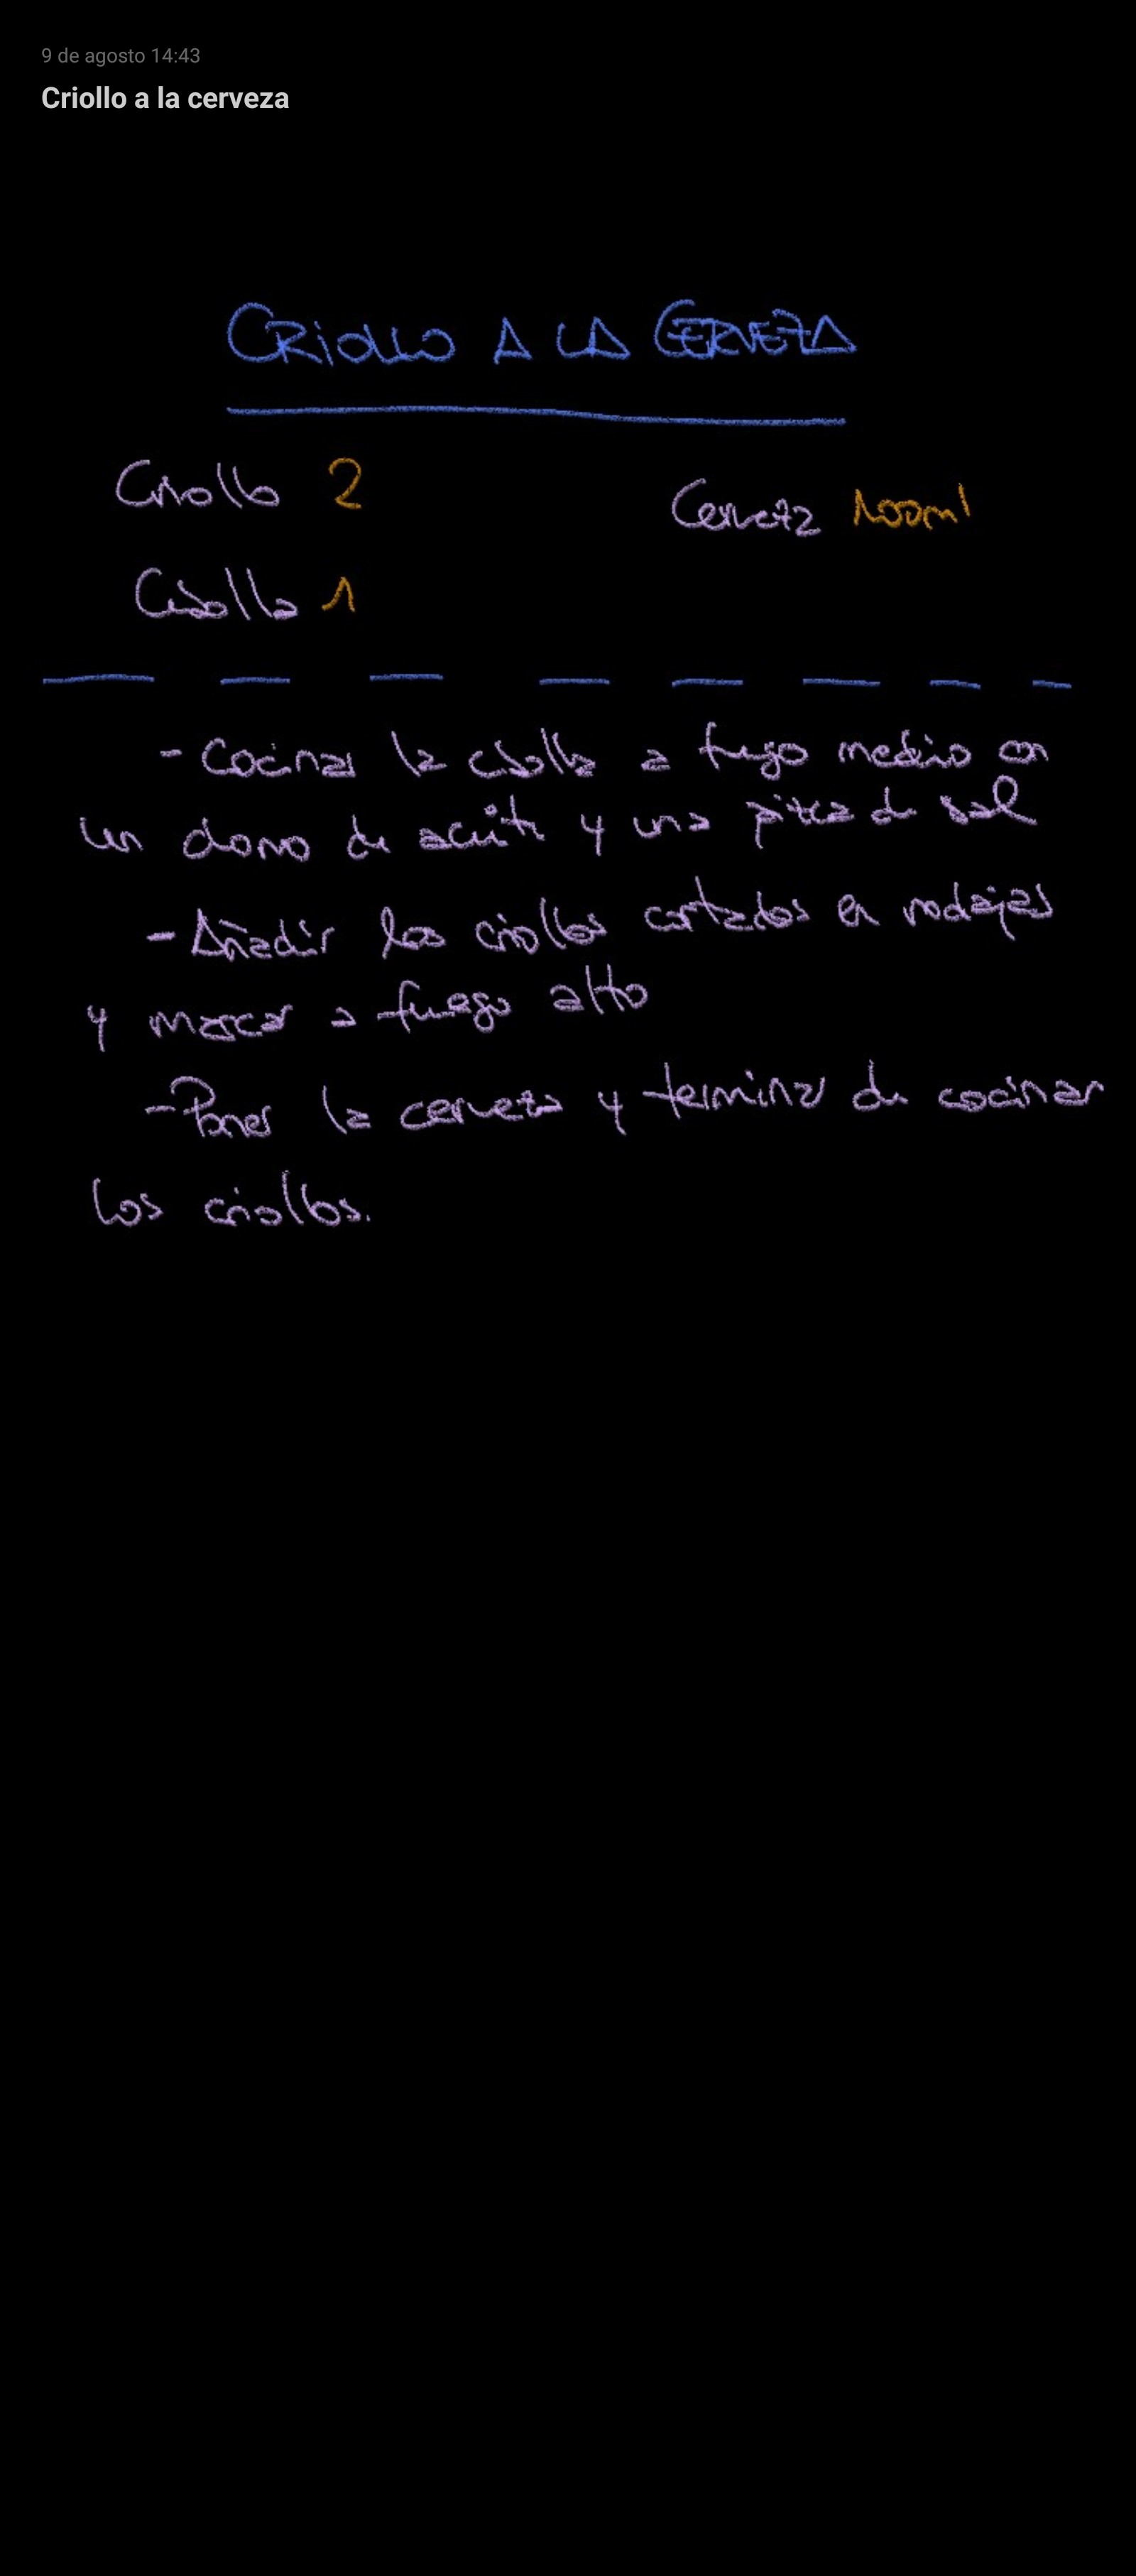 9 de agosto 14:43
Criollo a la cerveza
CRiOLLO A LA CERVEZA
Criollo 2
Cerveza 100ml
Cebolla 1
- Cocinar la cebolla a fuego medio con
un chorro de aceite y una pizca de sal
- Añadir los criollos cortados en rodajas
y marcar a fuego alto
- Poner la cerveza y terminar de cocinar
los criollos.